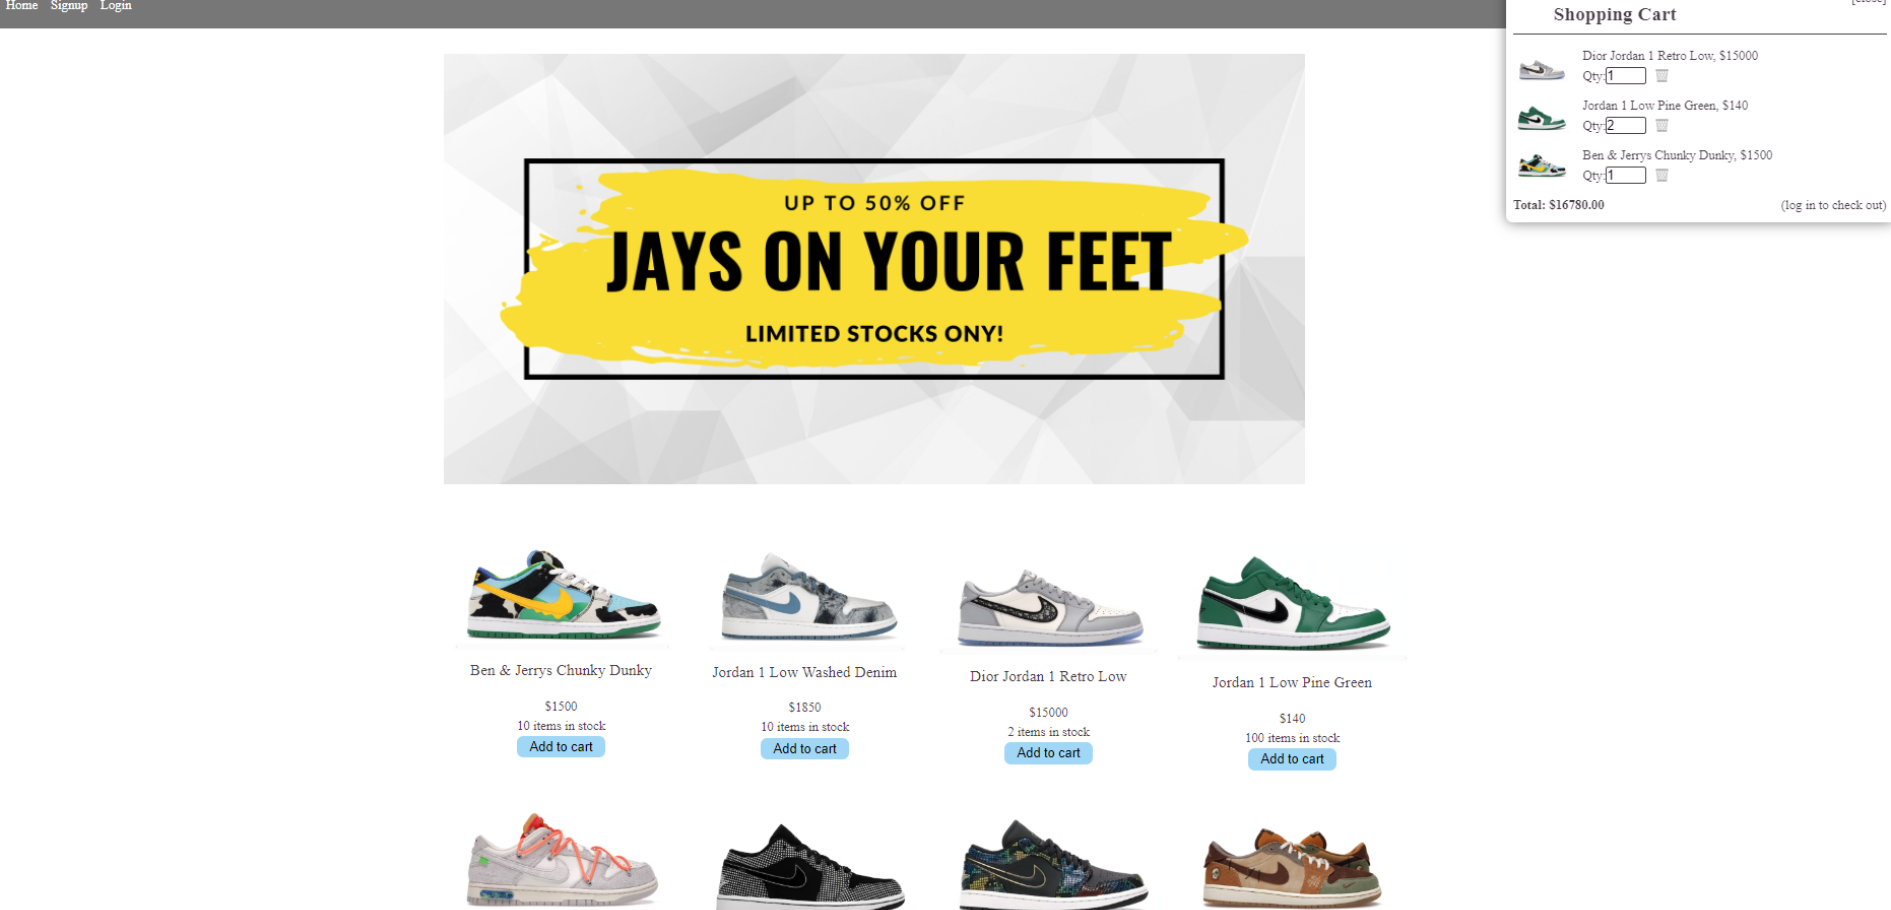 Home Signup Login
[close]
Shopping Cart
Dior Jordan 1 Retro Low, $15000
Qty:1
Jordan 1 Low Pine Green, $140
Qty:2
Ben & Jerrys Chunky Dunky, $1500
Qty:1
Total: $16780.00 (log in to check out)
UP TO 50% OFF
JAYS ON YOUR FEET
LIMITED STOCKS ONY!
Ben & Jerrys Chunky Dunky
$1500
10 items in stock
Add to cart
Jordan 1 Low Washed Denim
$1850
10 items in stock
Add to cart
Dior Jordan 1 Retro Low
$15000
2 items in stock
Add to cart
Jordan 1 Low Pine Green
$140
100 items in stock
Add to cart